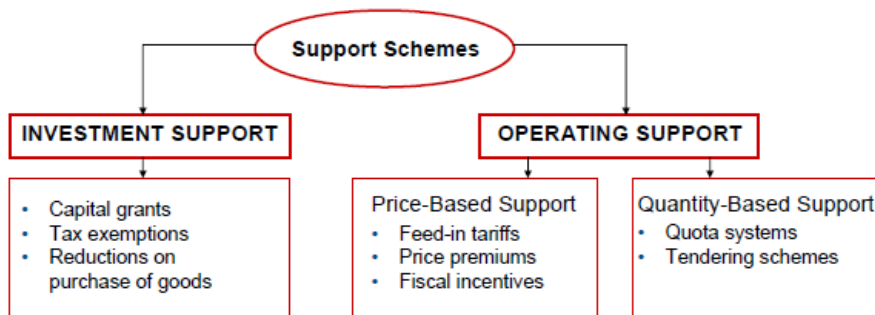 Support Schemes
INVESTMENT SUPPORT
OPERATING SUPPORT
• Capital grants
• Tax exemptions
• Reductions on
purchase of goods
Price-Based Support
• Feed-in tariffs
• Price premiums
• Fiscal incentives
Quantity-Based Support
• Quota systems
• Tendering schemes